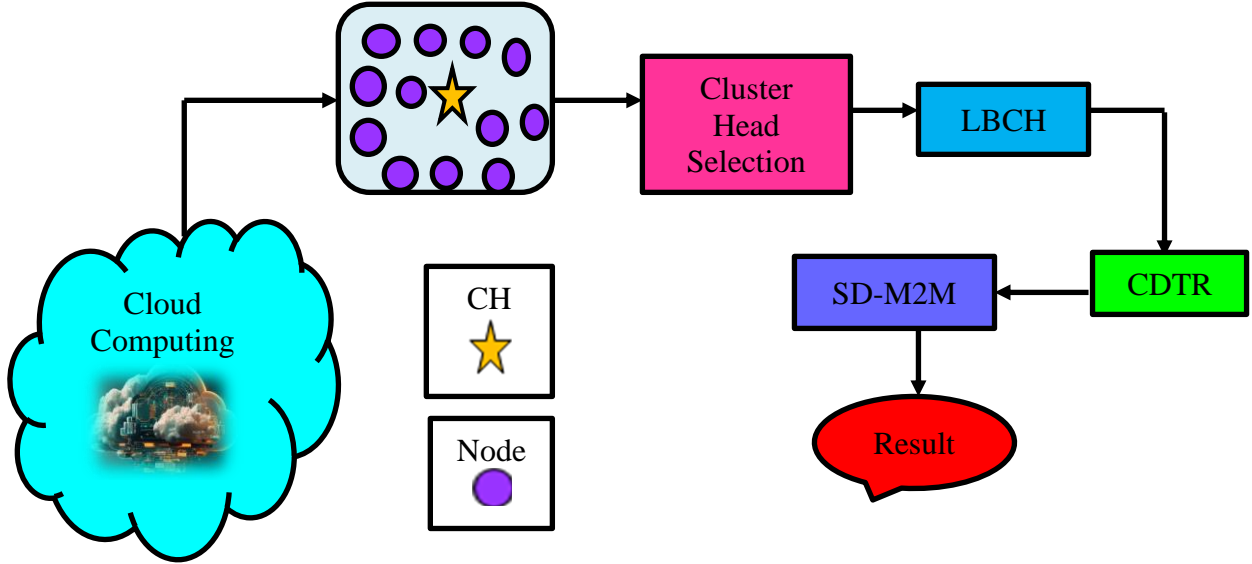 Cluster
Head
Selection
LBCH
Cloud
Computing
CH
Node
SD-M2M
CDTR
Result